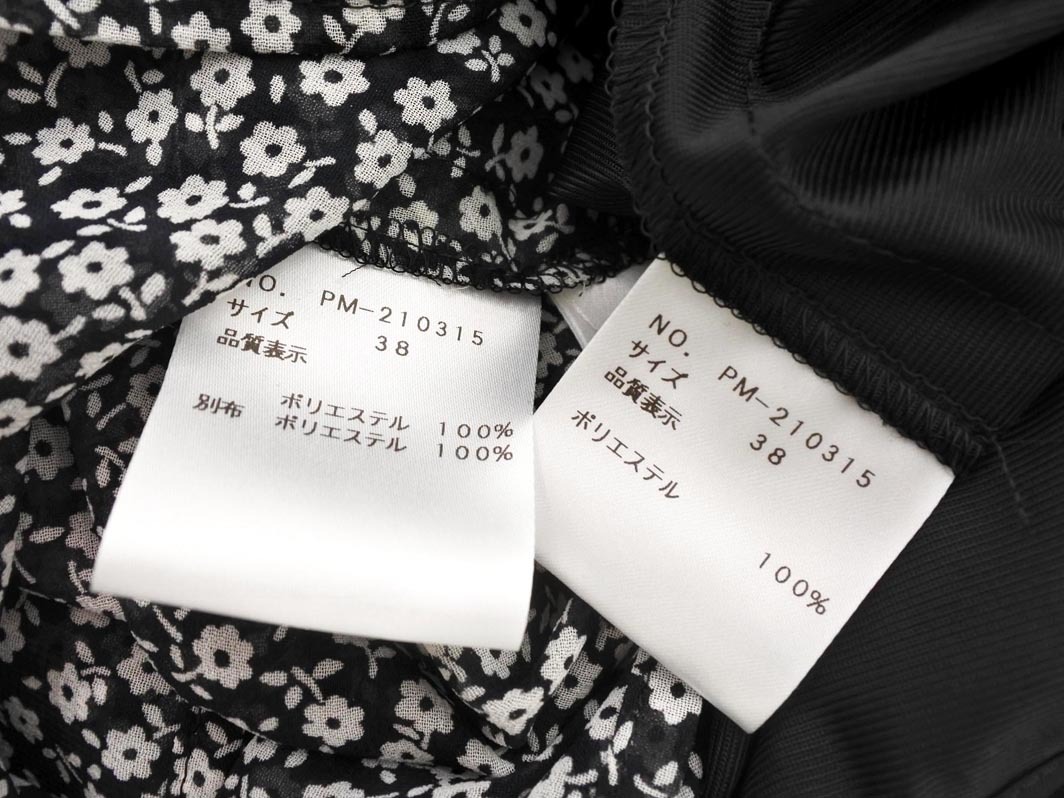 NO. PM-210315
サイズ 38
品質表示
ポリエステル 100%
別布 ポリエステル 100%
NO. PM-210315
サイズ 38
品質表示
ポリエステル 100%